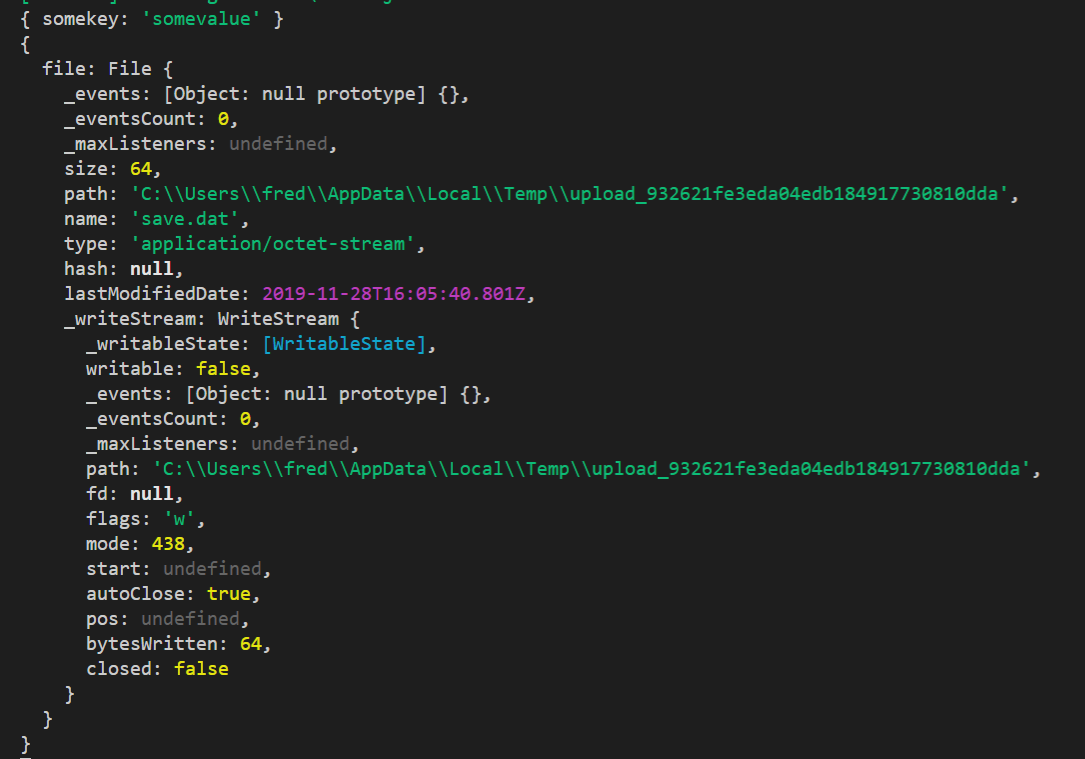 { somekey: 'somevalue' }
{
  file: File {
    _events: [Object: null prototype] {},
    _eventsCount: 0,
    _maxListeners: undefined,
    size: 64,
    path: 'C:\\Users\\fred\\AppData\\Local\\Temp\\upload_932621fe3eda04edb184917730810dda',
    name: 'save.dat',
    type: 'application/octet-stream',
    hash: null,
    lastModifiedDate: 2019-11-28T16:05:40.801Z,
    _writeStream: WriteStream {
      _writableState: [WritableState],
      writable: false,
      _events: [Object: null prototype] {},
      _eventsCount: 0,
      _maxListeners: undefined,
      path: 'C:\\Users\\fred\\AppData\\Local\\Temp\\upload_932621fe3eda04edb184917730810dda',
      fd: null,
      flags: 'w',
      mode: 438,
      start: undefined,
      autoClose: true,
      pos: undefined,
      bytesWritten: 64,
      closed: false
    }
  }
}